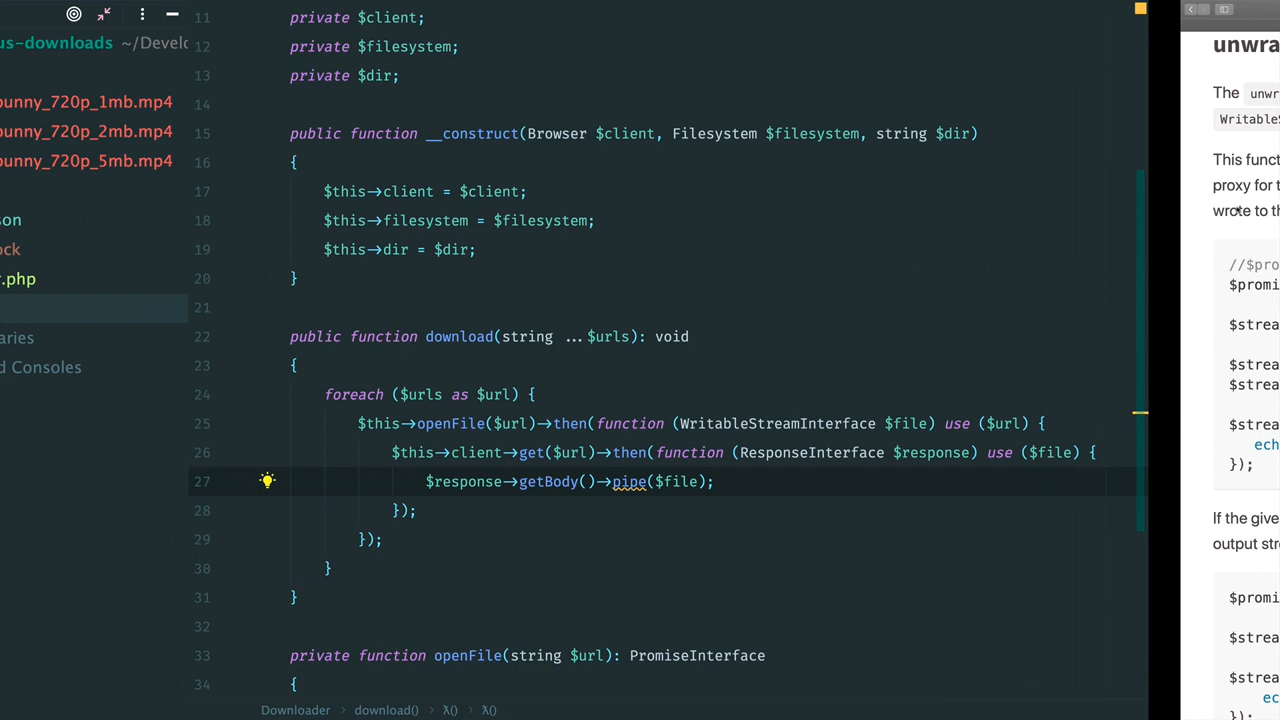 us-downloads ~/Develo
bunny_720p_1mb.mp4
bunny_720p_2mb.mp4
bunny_720p_5mb.mp4
son
ock
r.php
aries
d Consoles
11 private $client;
12 private $filesystem;
13 private $dir;
14
15 public function __construct(Browser $client, Filesystem $filesystem, string $dir)
16 {
17 $this->client = $client;
18 $this->filesystem = $filesystem;
19 $this->dir = $dir;
20 }
21
22 public function download(string ...$urls): void
23 {
24 foreach ($urls as $url) {
25 $this->openFile($url)->then(function (WritableStreamInterface $file) use ($url) {
26 $this->client->get($url)->then(function (ResponseInterface $response) use ($file) {
27 $response->getBody()->pipe($file);
28 });
29 });
30 }
31 }
32
33 private function openFile(string $url): PromiseInterface
34 {
Downloader › download() › λ() › λ()
unwra
The unwr
WritableS
This funct
proxy for t
wrote to th
//$pro
$promi
$strea
$strea
$strea
$strea
ech
});
If the give
output stre
$promi
$strea
$strea
ec
});